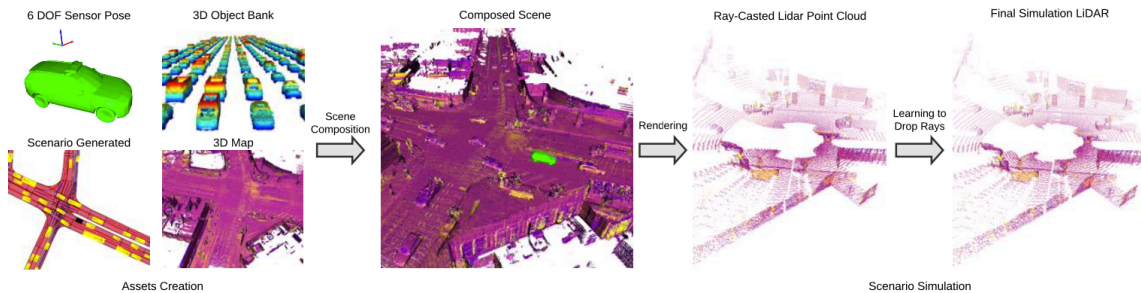 6 DOF Sensor Pose
3D Object Bank
Scenario Generated
3D Map
Assets Creation
Scene
Composition
Composed Scene
Rendering
Ray-Casted Lidar Point Cloud
Learning to
Drop Rays
Final Simulation LiDAR
Scenario Simulation